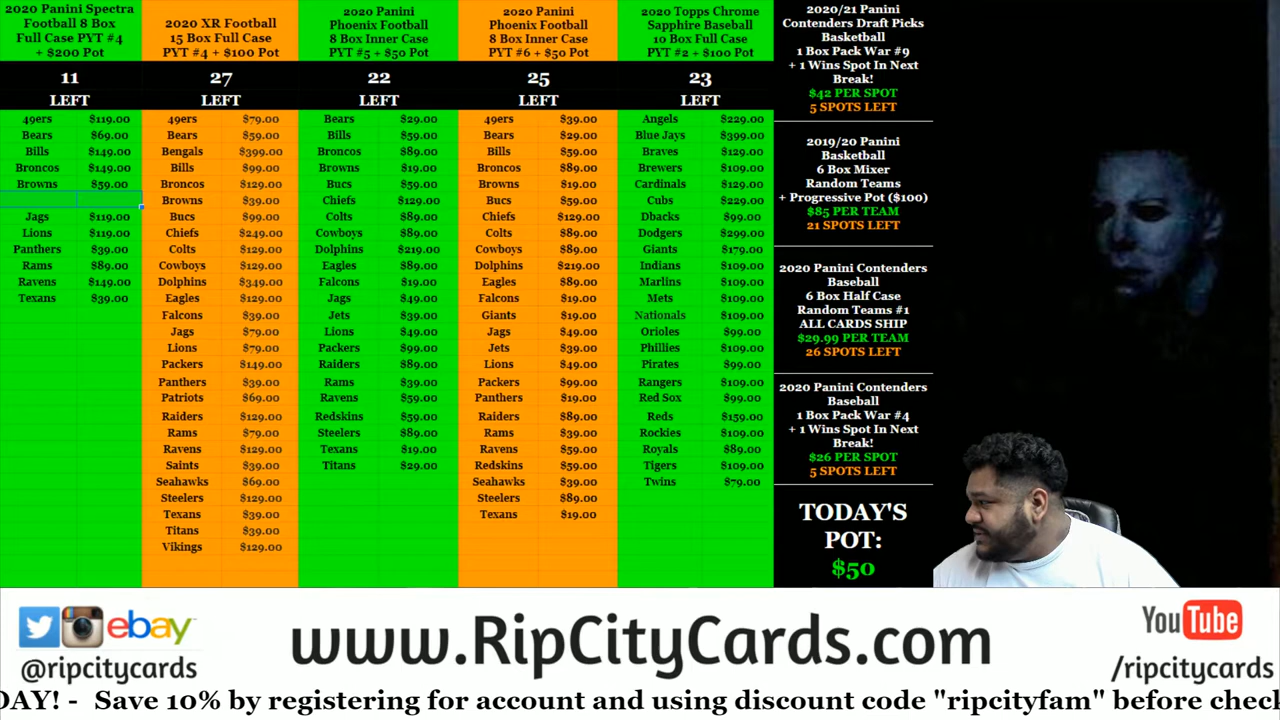 2020 Panini Spectra
Football 8 Box
Full Case PYT #4
+ $200 Pot
11
LEFT
49ers $119.00
Bears $69.00
Bills $149.00
Broncos $149.00
Browns $59.00
Jags $119.00
Lions $119.00
Panthers $39.00
Rams $89.00
Ravens $149.00
Texans $39.00
2020 XR Football
15 Box Full Case
PYT #4 + $100 Pot
27
LEFT
49ers $79.00
Bears $59.00
Bengals $399.00
Bills $99.00
Broncos $129.00
Browns $39.00
Bucs $99.00
Chiefs $249.00
Colts $129.00
Cowboys $129.00
Dolphins $349.00
Eagles $129.00
Falcons $39.00
Jags $79.00
Lions $79.00
Packers $149.00
Panthers $39.00
Patriots $69.00
Raiders $129.00
Rams $79.00
Ravens $129.00
Saints $39.00
Seahawks $69.00
Steelers $129.00
Texans $39.00
Titans $39.00
Vikings $129.00
2020 Panini
Phoenix Football
8 Box Inner Case
PYT #5 + $50 Pot
22
LEFT
Bears $29.00
Bills $59.00
Broncos $89.00
Browns $19.00
Bucs $59.00
Chiefs $129.00
Colts $89.00
Cowboys $89.00
Dolphins $219.00
Eagles $89.00
Falcons $19.00
Jags $49.00
Jets $39.00
Lions $49.00
Packers $99.00
Raiders $89.00
Rams $39.00
Ravens $59.00
Redskins $59.00
Steelers $89.00
Texans $19.00
Titans $29.00
2020 Panini
Phoenix Football
8 Box Inner Case
PYT #6 + $50 Pot
25
LEFT
49ers $39.00
Bears $29.00
Bills $59.00
Broncos $89.00
Browns $19.00
Bucs $59.00
Chiefs $129.00
Colts $89.00
Cowboys $89.00
Dolphins $219.00
Eagles $89.00
Falcons $19.00
Giants $19.00
Jags $49.00
Jets $39.00
Lions $49.00
Packers $99.00
Panthers $19.00
Raiders $89.00
Rams $39.00
Ravens $59.00
Redskins $59.00
Seahawks $39.00
Steelers $89.00
Texans $19.00
2020 Topps Chrome
Sapphire Baseball
10 Box Full Case
PYT #2 + $100 Pot
23
LEFT
Angels $229.00
Blue Jays $399.00
Braves $129.00
Brewers $109.00
Cardinals $129.00
Cubs $229.00
Dbacks $99.00
Dodgers $299.00
Giants $179.00
Indians $109.00
Marlins $109.00
Mets $109.00
Nationals $109.00
Orioles $99.00
Phillies $109.00
Pirates $99.00
Rangers $109.00
Red Sox $99.00
Reds $159.00
Rockies $109.00
Royals $89.00
Tigers $109.00
Twins $79.00
2020/21 Panini
Contenders Draft Picks
Basketball
1 Box Pack War #9
+ 1 Wins Spot In Next
Break!
$42 PER SPOT
5 SPOTS LEFT
2019/20 Panini
Basketball
6 Box Mixer
Random Teams
+ Progressive Pot ($100)
$85 PER TEAM
21 SPOTS LEFT
2020 Panini Contenders
Baseball
6 Box Half Case
Random Teams #1
ALL CARDS SHIP
$29.99 PER TEAM
26 SPOTS LEFT
2020 Panini Contenders
Baseball
1 Box Pack War #4
+ 1 Wins Spot In Next
Break!
$26 PER SPOT
5 SPOTS LEFT
TODAY'S
POT:
$50
ebay
@ripcitycards
www.RipCityCards.com
YouTube
/ripcitycards
DAY! - Save 10% by registering for account and using discount code "ripcityfam" before chec